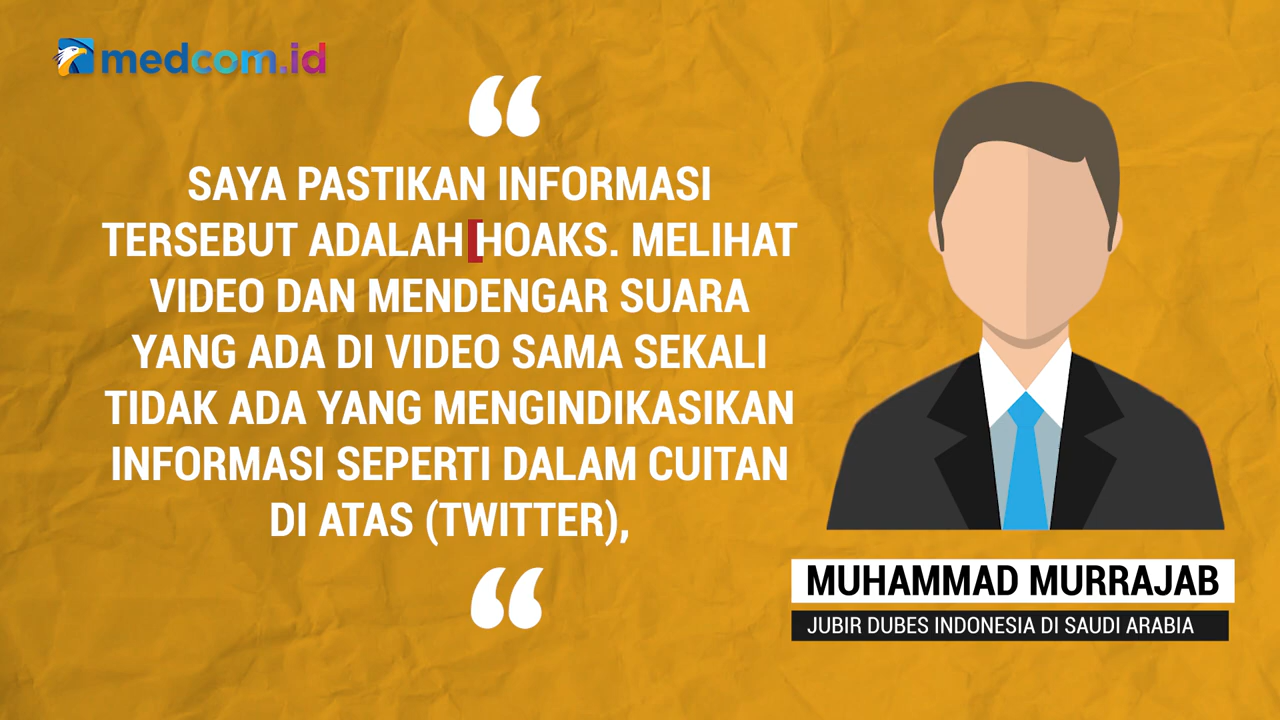 medcom.id
“
SAYA PASTIKAN INFORMASI
TERSEBUT ADALAH HOAKS. MELIHAT
VIDEO DAN MENDENGAR SUARA
YANG ADA DI VIDEO SAMA SEKALI
TIDAK ADA YANG MENGINDIKASIKAN
INFORMASI SEPERTI DALAM CUITAN
DI ATAS (TWITTER),
“
MUHAMMAD MURRAJAB
JUBIR DUBES INDONESIA DI SAUDI ARABIA